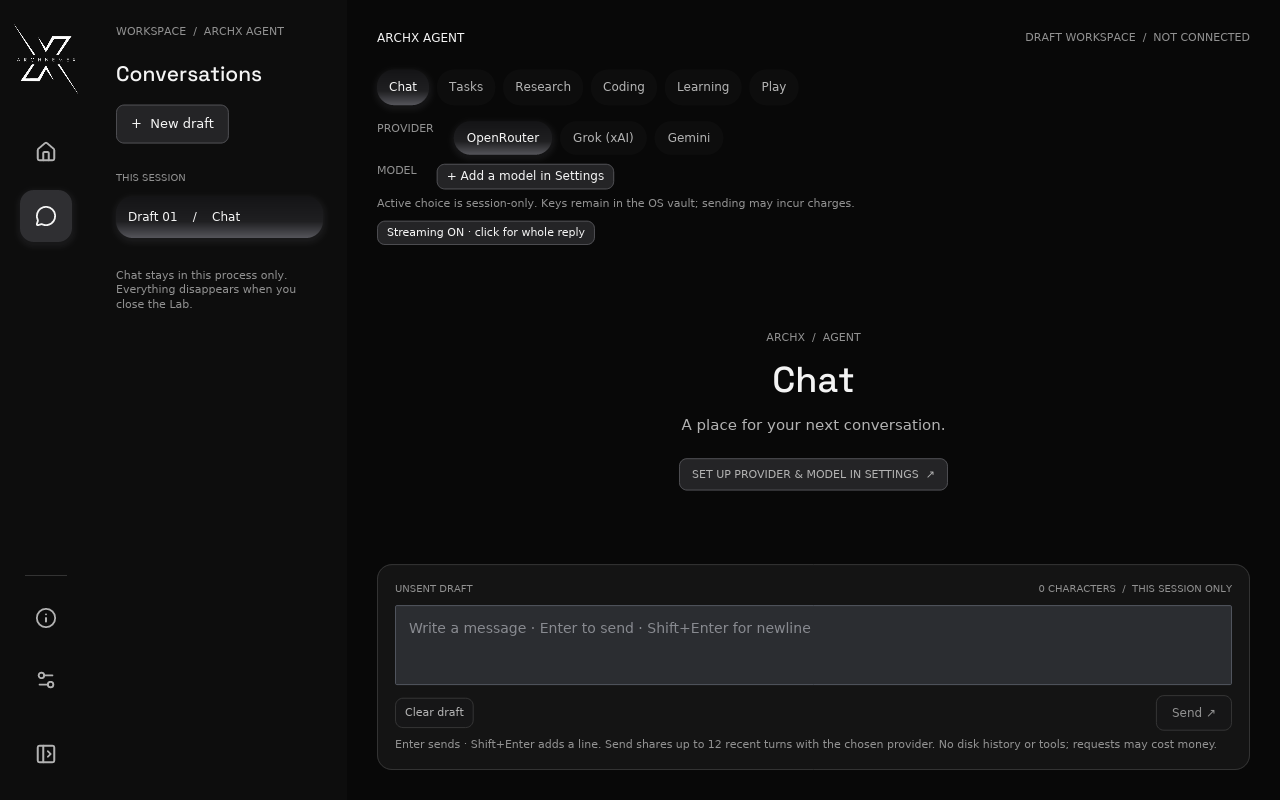 WORKSPACE / ARCHX AGENT
Conversations
+ New draft
THIS SESSION
Draft 01 / Chat
Chat stays in this process only.
Everything disappears when you
close the Lab.
ARCHX AGENT
DRAFT WORKSPACE / NOT CONNECTED
Chat Tasks Research Coding Learning Play
PROVIDER OpenRouter Grok (xAI) Gemini
MODEL + Add a model in Settings
Active choice is session-only. Keys remain in the OS vault; sending may incur charges.
Streaming ON · click for whole reply
ARCHX / AGENT
Chat
A place for your next conversation.
SET UP PROVIDER & MODEL IN SETTINGS ↗
UNSENT DRAFT
0 CHARACTERS / THIS SESSION ONLY
Write a message · Enter to send · Shift+Enter for newline
Clear draft
Send ↗
Enter sends · Shift+Enter adds a line. Send shares up to 12 recent turns with the chosen provider. No disk history or tools; requests may cost money.